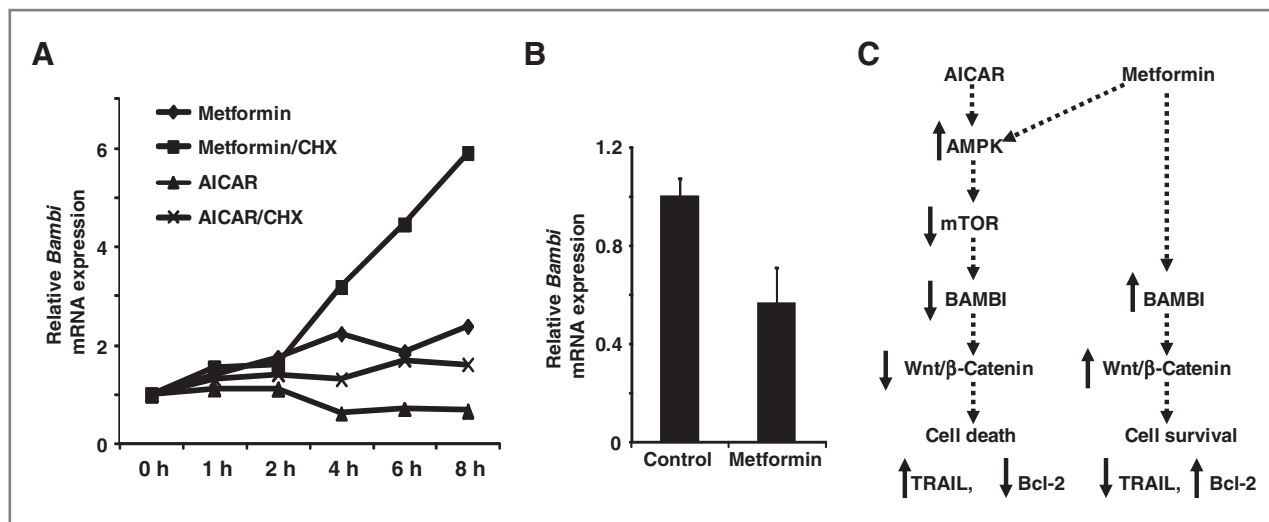 A
Relative Bambi
mRNA expression
6
4
2
0
Metformin
Metformin/CHX
AICAR
AICAR/CHX
0 h 1 h 2 h 4 h 6 h 8 h
B
Relative Bambi
mRNA expression
1.2
0.8
0.4
0
Control Metformin
C
AICAR Metformin
AMPK
mTOR
BAMBI BAMBI
Wnt/β-Catenin Wnt/β-Catenin
Cell death Cell survival
TRAIL, Bcl-2 TRAIL, Bcl-2